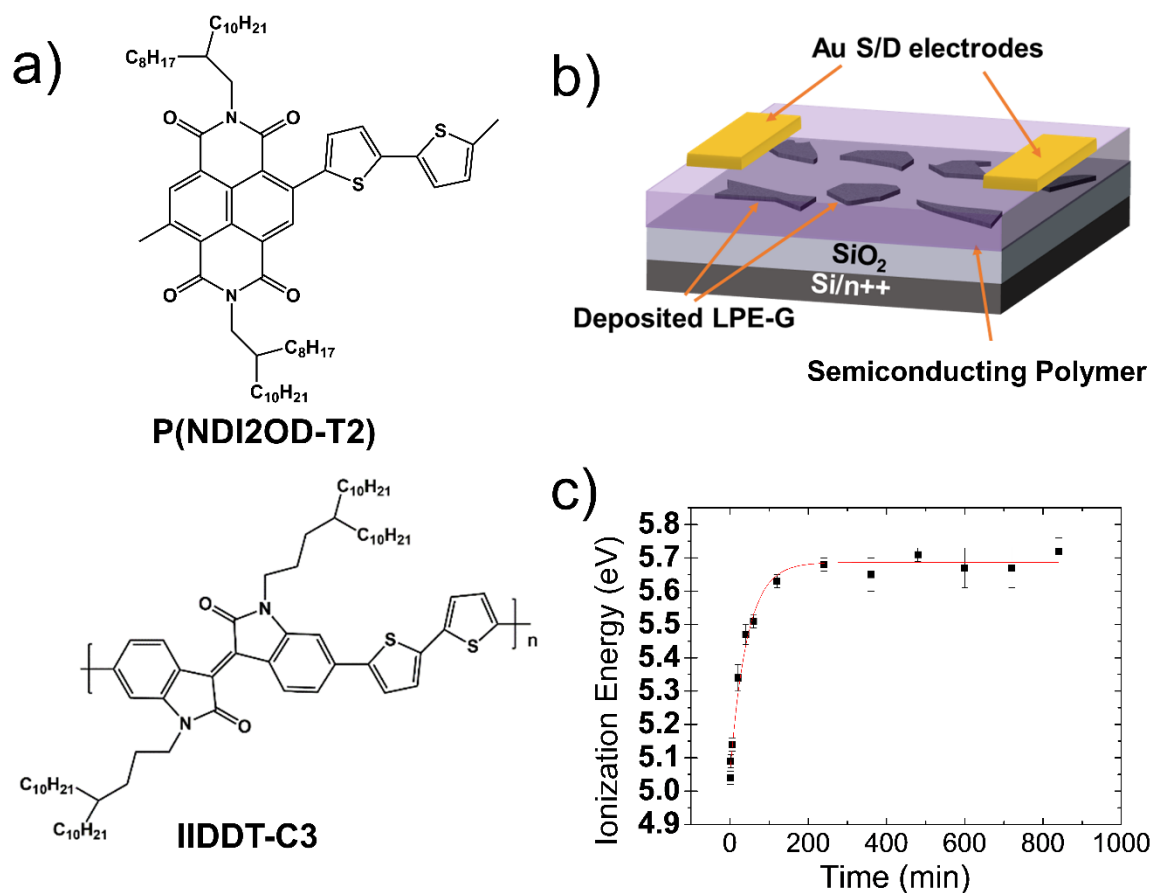 a)
C₁₀H₂₁
C₈H₁₇
O N O
S
S
O N O
C₈H₁₇
C₁₀H₂₁
P(NDI2OD-T2)
C₁₀H₂₁
C₁₀H₂₁
O N
S
S
n
N O
C₁₀H₂₁
C₁₀H₂₁
IIDDT-C3
b)
Au S/D electrodes
SiO₂
Si/n++
Deposited LPE-G
Semiconducting Polymer
c)
Ionization Energy (eV)
5.8
5.7
5.6
5.5
5.4
5.3
5.2
5.1
5.0
4.9
0 200 400 600 800 1000
Time (min)